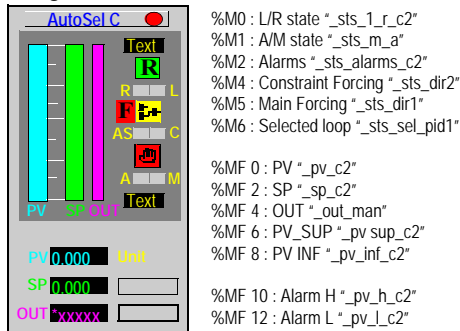 AutoSel C
Text
R
R L
F
AS C
A M
Text
PV SP OUT
PV 0.000 Unit
SP 0.000
OUT *xxxxx
%M0 : L/R state “_sts_1_r_c2”
%M1 : A/M state “_sts_m_a”
%M2 : Alarms “_sts_alarms_c2”
%M4 : Constraint Forcing “_sts_dir2”
%M5 : Main Forcing “_sts_dir1”
%M6 : Selected loop “_sts_sel_pid1”
%MF 0 : PV “_pv_c2”
%MF 2 : SP “_sp_c2”
%MF 4 : OUT “_out_man”
%MF 6 : PV_SUP “_pv sup_c2”
%MF 8 : PV INF “_pv_inf_c2”
%MF 10 : Alarm H “_pv_h_c2”
%MF 12 : Alarm L “_pv_l_c2”